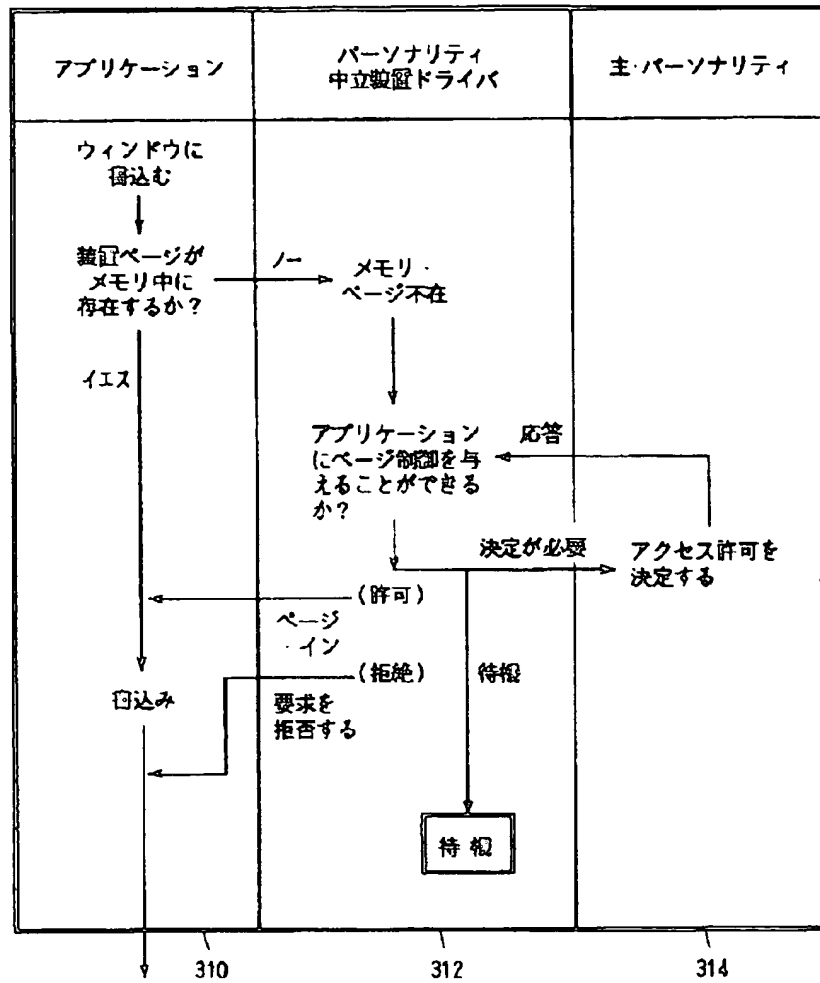 アプリケーション
パーソナリティ
中立装置ドライバ
主・パーソナリティ
ウィンドウに
書込む
装置ページが
メモリ中に
存在するか?
ノー
メモリ・
ページ不在
イエス
アプリケーション
にページ制御を与
えることができる
か?
応答
決定が必要
アクセス許可を
決定する
(許可)
ページ
・イン
(拒絶)
待機
書込み
要求を
拒否する
待機
310
312
314